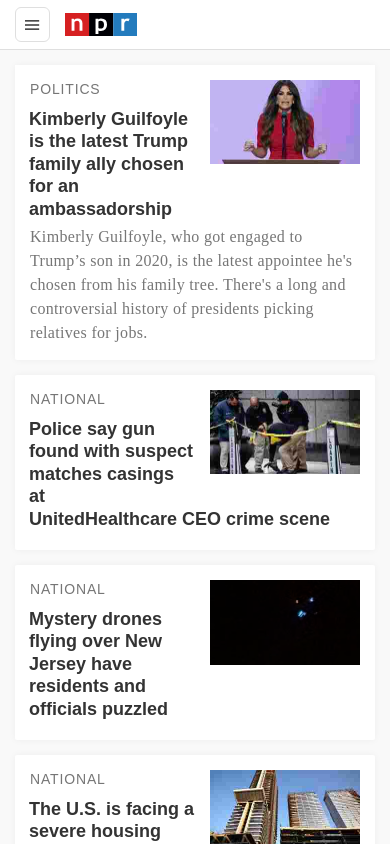 npr
POLITICS
Kimberly Guilfoyle
is the latest Trump
family ally chosen
for an
ambassadorship
Kimberly Guilfoyle, who got engaged to
Trump’s son in 2020, is the latest appointee he's
chosen from his family tree. There's a long and
controversial history of presidents picking
relatives for jobs.
NATIONAL
Police say gun
found with suspect
matches casings
at
UnitedHealthcare CEO crime scene
NATIONAL
Mystery drones
flying over New
Jersey have
residents and
officials puzzled
NATIONAL
The U.S. is facing a
severe housing